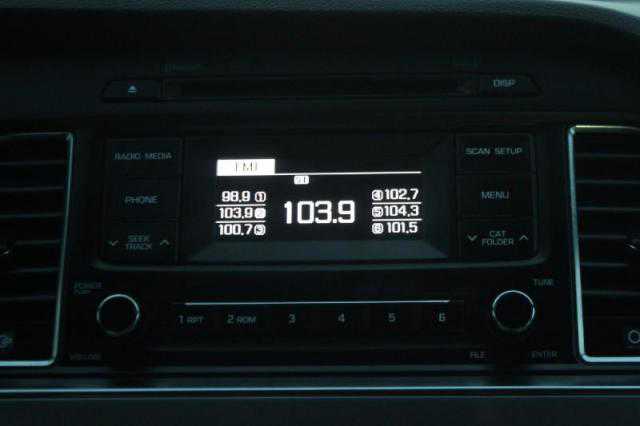 DISP
RADIO MEDIA
SCAN SETUP
FM1
PHONE
MENU
98.9 1
4 102.7
103.9 2
103.9
5 104.3
100.7 3
6 101.5
SEEK
TRACK
CAT
FOLDER
POWER
PUSH
TUNE
1 RPT
2 RDM
3
4
5
6
VOLUME
FILE
ENTER